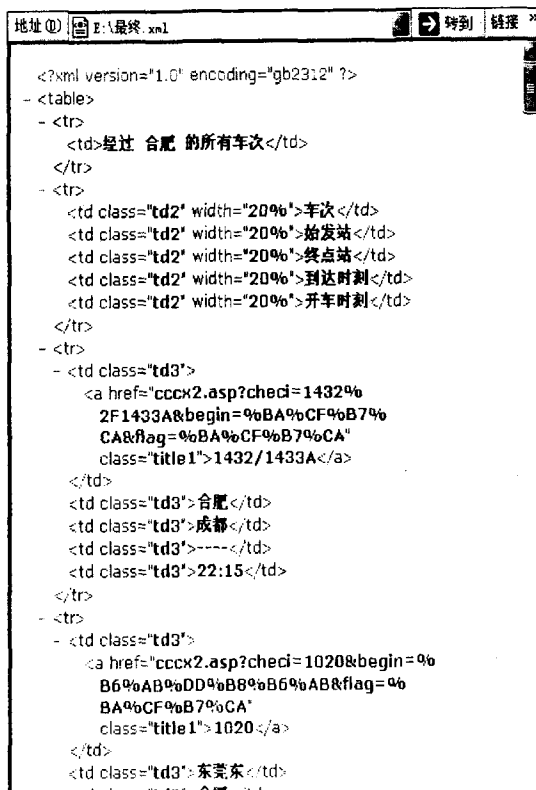 地址(D) E:\最终.xml 转到 链接 »
<?xml version="1.0" encoding="gb2312" ?>
- <table>
- <tr>
<td>经过 合肥 的所有车次</td>
</tr>
- <tr>
<td class="td2" width="20%">车次</td>
<td class="td2" width="20%">始发站</td>
<td class="td2" width="20%">终点站</td>
<td class="td2" width="20%">到达时刻</td>
<td class="td2" width="20%">开车时刻</td>
</tr>
- <tr>
- <td class="td3">
<a href="cccx2.asp?checi=1432%
2F1433A&begin=%BA%CF%B7%
CA&flag=%BA%CF%B7%CA"
class="title1">1432/1433A</a>
</td>
<td class="td3">合肥</td>
<td class="td3">成都</td>
<td class="td3">----</td>
<td class="td3">22:15</td>
</tr>
- <tr>
- <td class="td3">
<a href="cccx2.asp?checi=1020&begin=%
B6%AB%DD%B8%B6%AB&flag=%
BA%CF%B7%CA"
class="title1">1020</a>
</td>
<td class="td3">东莞东</td>